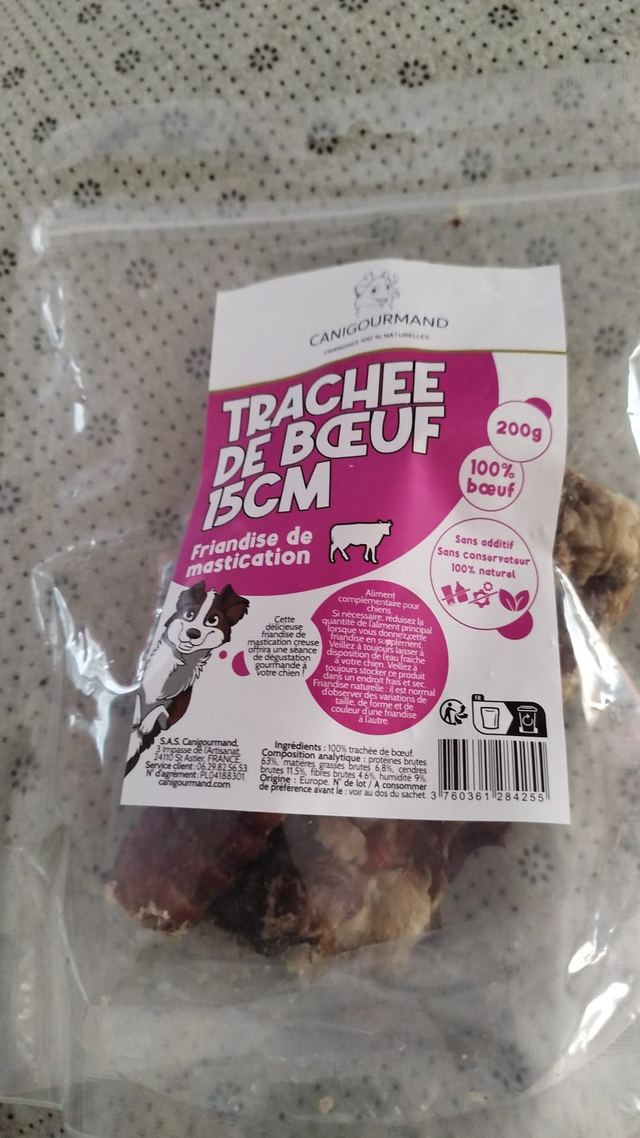 CANIGOURMAND
FRIANDISES 100 % NATURELLES
TRACHEE
DE BŒUF
15CM
Friandise de
mastication
200g
100%
bœuf
Sans additif
Sans conservateur
100% naturel
Cette
délicieuse
friandise de
mastication creuse
offrira une séance
de dégustation
gourmande à
votre chien !
Aliment
complémentaire pour
chiens.
Si nécessaire, réduisez la
quantité de l'aliment principal
lorsque vous donnez cette
friandise en supplément.
Veillez à toujours laisser à
disposition de l'eau fraîche
à votre chien. Veillez à
toujours stocker ce produit
dans un endroit frais et sec.
Friandise naturelle : il est normal
d'observer des variations de
taille, de forme et de
couleur d'une friandise
à l'autre.
S.A.S. Canigourmand,
3 Impasse de l'Artisanat,
24110 St Astier, FRANCE.
Service client : 06.29.82.56.53.
N° d'agrément: PL04188301.
canigourmand.com
Ingrédients : 100% trachée de bœuf.
Composition analytique : protéines brutes
63%, matières grasses brutes 6.8%, cendres
brutes 11.5%, fibres brutes 4.6%, humidité 9%.
Origine : Europe. N° de lot / A consommer
de préférence avant le : voir au dos du sachet.
FR
3 760361 284255